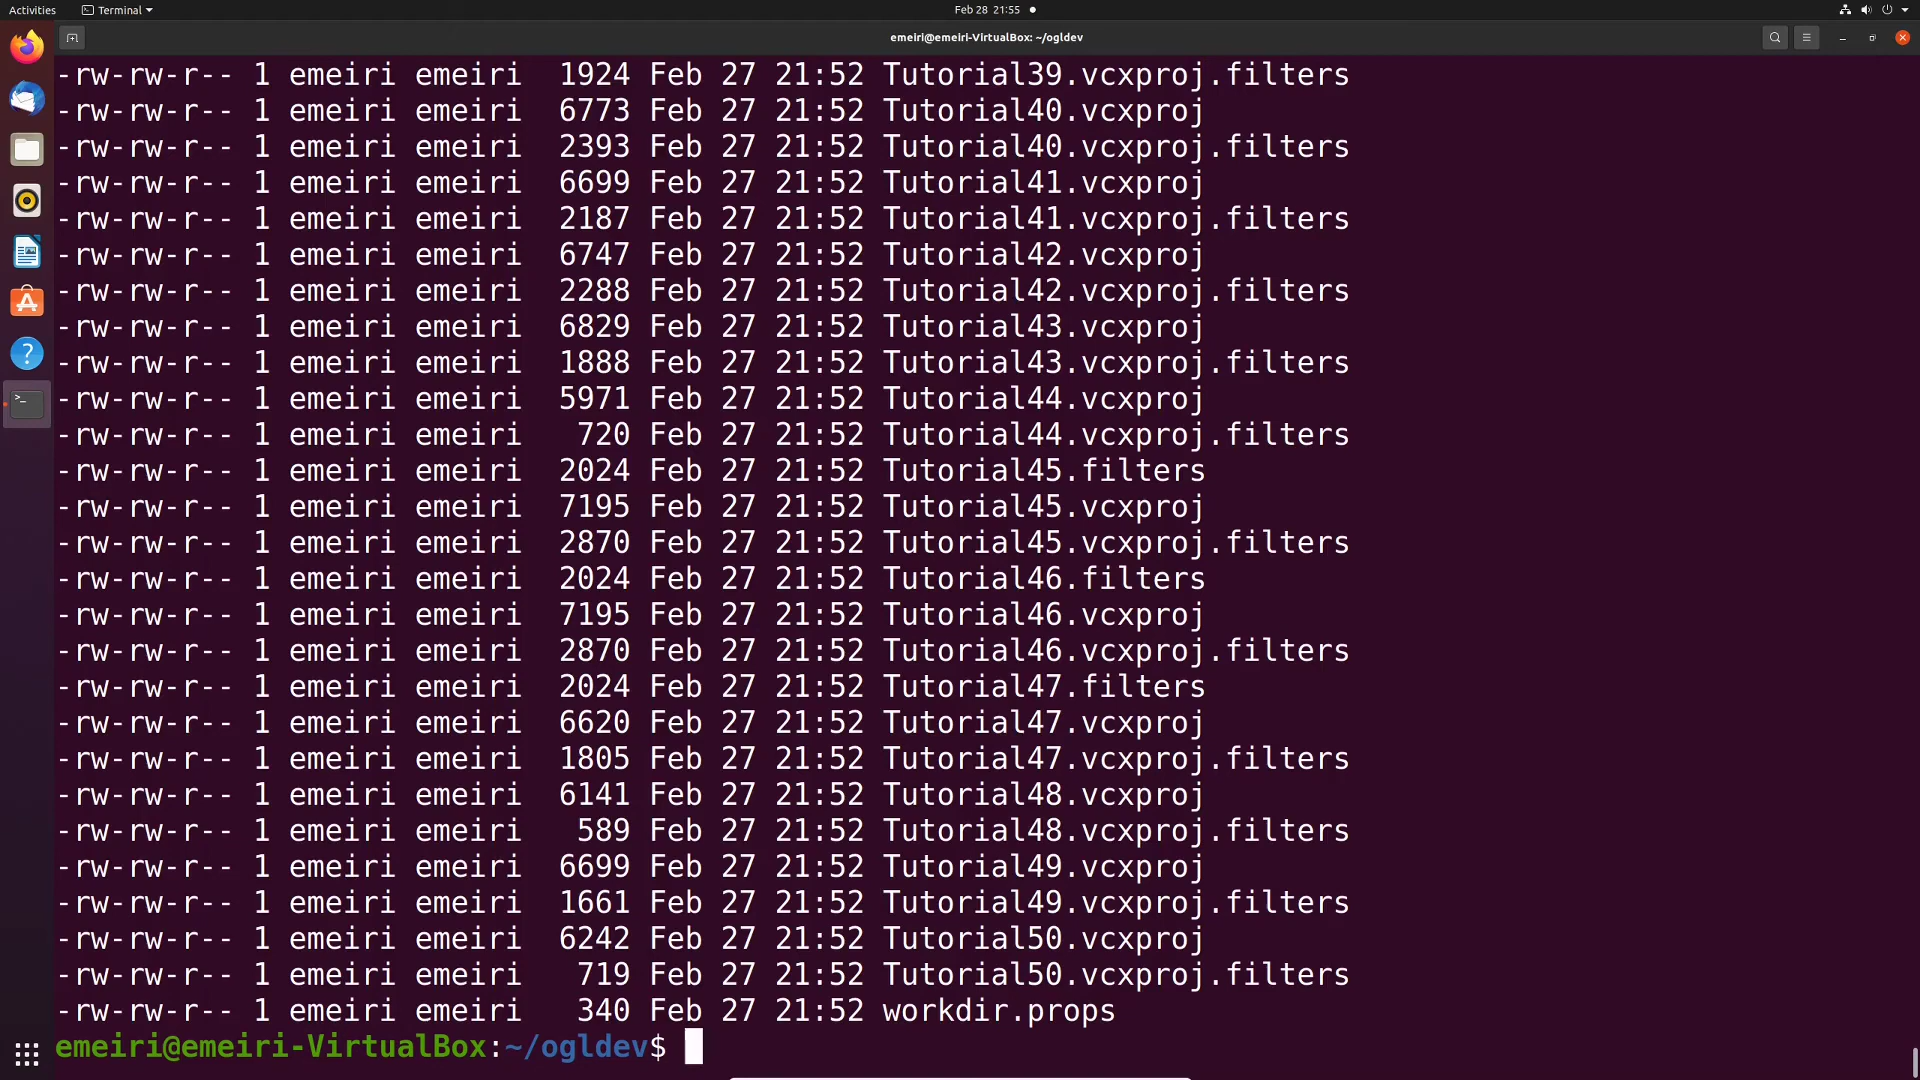 Activities Terminal Feb 28 21:55
emeiri@emeiri-VirtualBox: ~/ogldev
-rw-rw-r-- 1 emeiri emeiri 1924 Feb 27 21:52 Tutorial39.vcxproj.filters
-rw-rw-r-- 1 emeiri emeiri 6773 Feb 27 21:52 Tutorial40.vcxproj
-rw-rw-r-- 1 emeiri emeiri 2393 Feb 27 21:52 Tutorial40.vcxproj.filters
-rw-rw-r-- 1 emeiri emeiri 6699 Feb 27 21:52 Tutorial41.vcxproj
-rw-rw-r-- 1 emeiri emeiri 2187 Feb 27 21:52 Tutorial41.vcxproj.filters
-rw-rw-r-- 1 emeiri emeiri 6747 Feb 27 21:52 Tutorial42.vcxproj
-rw-rw-r-- 1 emeiri emeiri 2288 Feb 27 21:52 Tutorial42.vcxproj.filters
-rw-rw-r-- 1 emeiri emeiri 6829 Feb 27 21:52 Tutorial43.vcxproj
-rw-rw-r-- 1 emeiri emeiri 1888 Feb 27 21:52 Tutorial43.vcxproj.filters
-rw-rw-r-- 1 emeiri emeiri 5971 Feb 27 21:52 Tutorial44.vcxproj
-rw-rw-r-- 1 emeiri emeiri 720 Feb 27 21:52 Tutorial44.vcxproj.filters
-rw-rw-r-- 1 emeiri emeiri 2024 Feb 27 21:52 Tutorial45.filters
-rw-rw-r-- 1 emeiri emeiri 7195 Feb 27 21:52 Tutorial45.vcxproj
-rw-rw-r-- 1 emeiri emeiri 2870 Feb 27 21:52 Tutorial45.vcxproj.filters
-rw-rw-r-- 1 emeiri emeiri 2024 Feb 27 21:52 Tutorial46.filters
-rw-rw-r-- 1 emeiri emeiri 7195 Feb 27 21:52 Tutorial46.vcxproj
-rw-rw-r-- 1 emeiri emeiri 2870 Feb 27 21:52 Tutorial46.vcxproj.filters
-rw-rw-r-- 1 emeiri emeiri 2024 Feb 27 21:52 Tutorial47.filters
-rw-rw-r-- 1 emeiri emeiri 6620 Feb 27 21:52 Tutorial47.vcxproj
-rw-rw-r-- 1 emeiri emeiri 1805 Feb 27 21:52 Tutorial47.vcxproj.filters
-rw-rw-r-- 1 emeiri emeiri 6141 Feb 27 21:52 Tutorial48.vcxproj
-rw-rw-r-- 1 emeiri emeiri 589 Feb 27 21:52 Tutorial48.vcxproj.filters
-rw-rw-r-- 1 emeiri emeiri 6699 Feb 27 21:52 Tutorial49.vcxproj
-rw-rw-r-- 1 emeiri emeiri 1661 Feb 27 21:52 Tutorial49.vcxproj.filters
-rw-rw-r-- 1 emeiri emeiri 6242 Feb 27 21:52 Tutorial50.vcxproj
-rw-rw-r-- 1 emeiri emeiri 719 Feb 27 21:52 Tutorial50.vcxproj.filters
-rw-rw-r-- 1 emeiri emeiri 340 Feb 27 21:52 workdir.props
emeiri@emeiri-VirtualBox:~/ogldev$